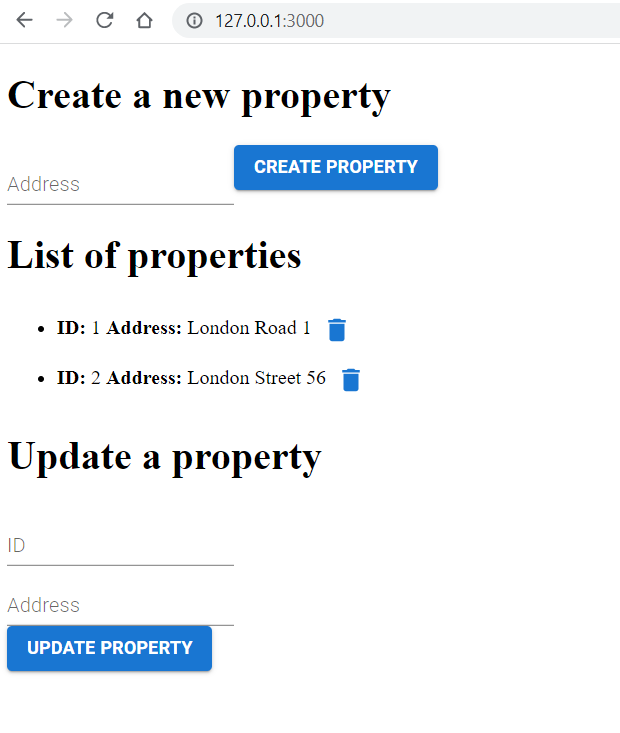 127.0.0.1:3000
Create a new property
Address
CREATE PROPERTY
List of properties
ID: 1 Address: London Road 1
ID: 2 Address: London Street 56
Update a property
ID
Address
UPDATE PROPERTY